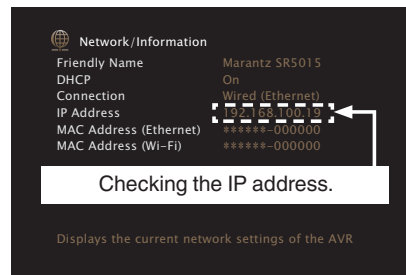 Network/Information
Friendly Name Marantz SR5015
DHCP On
Connection Wired (Ethernet)
IP Address 192.168.100.19
MAC Address (Ethernet) ******-000000
MAC Address (Wi-Fi) ******-000000
Checking the IP address.
Displays the current network settings of the AVR